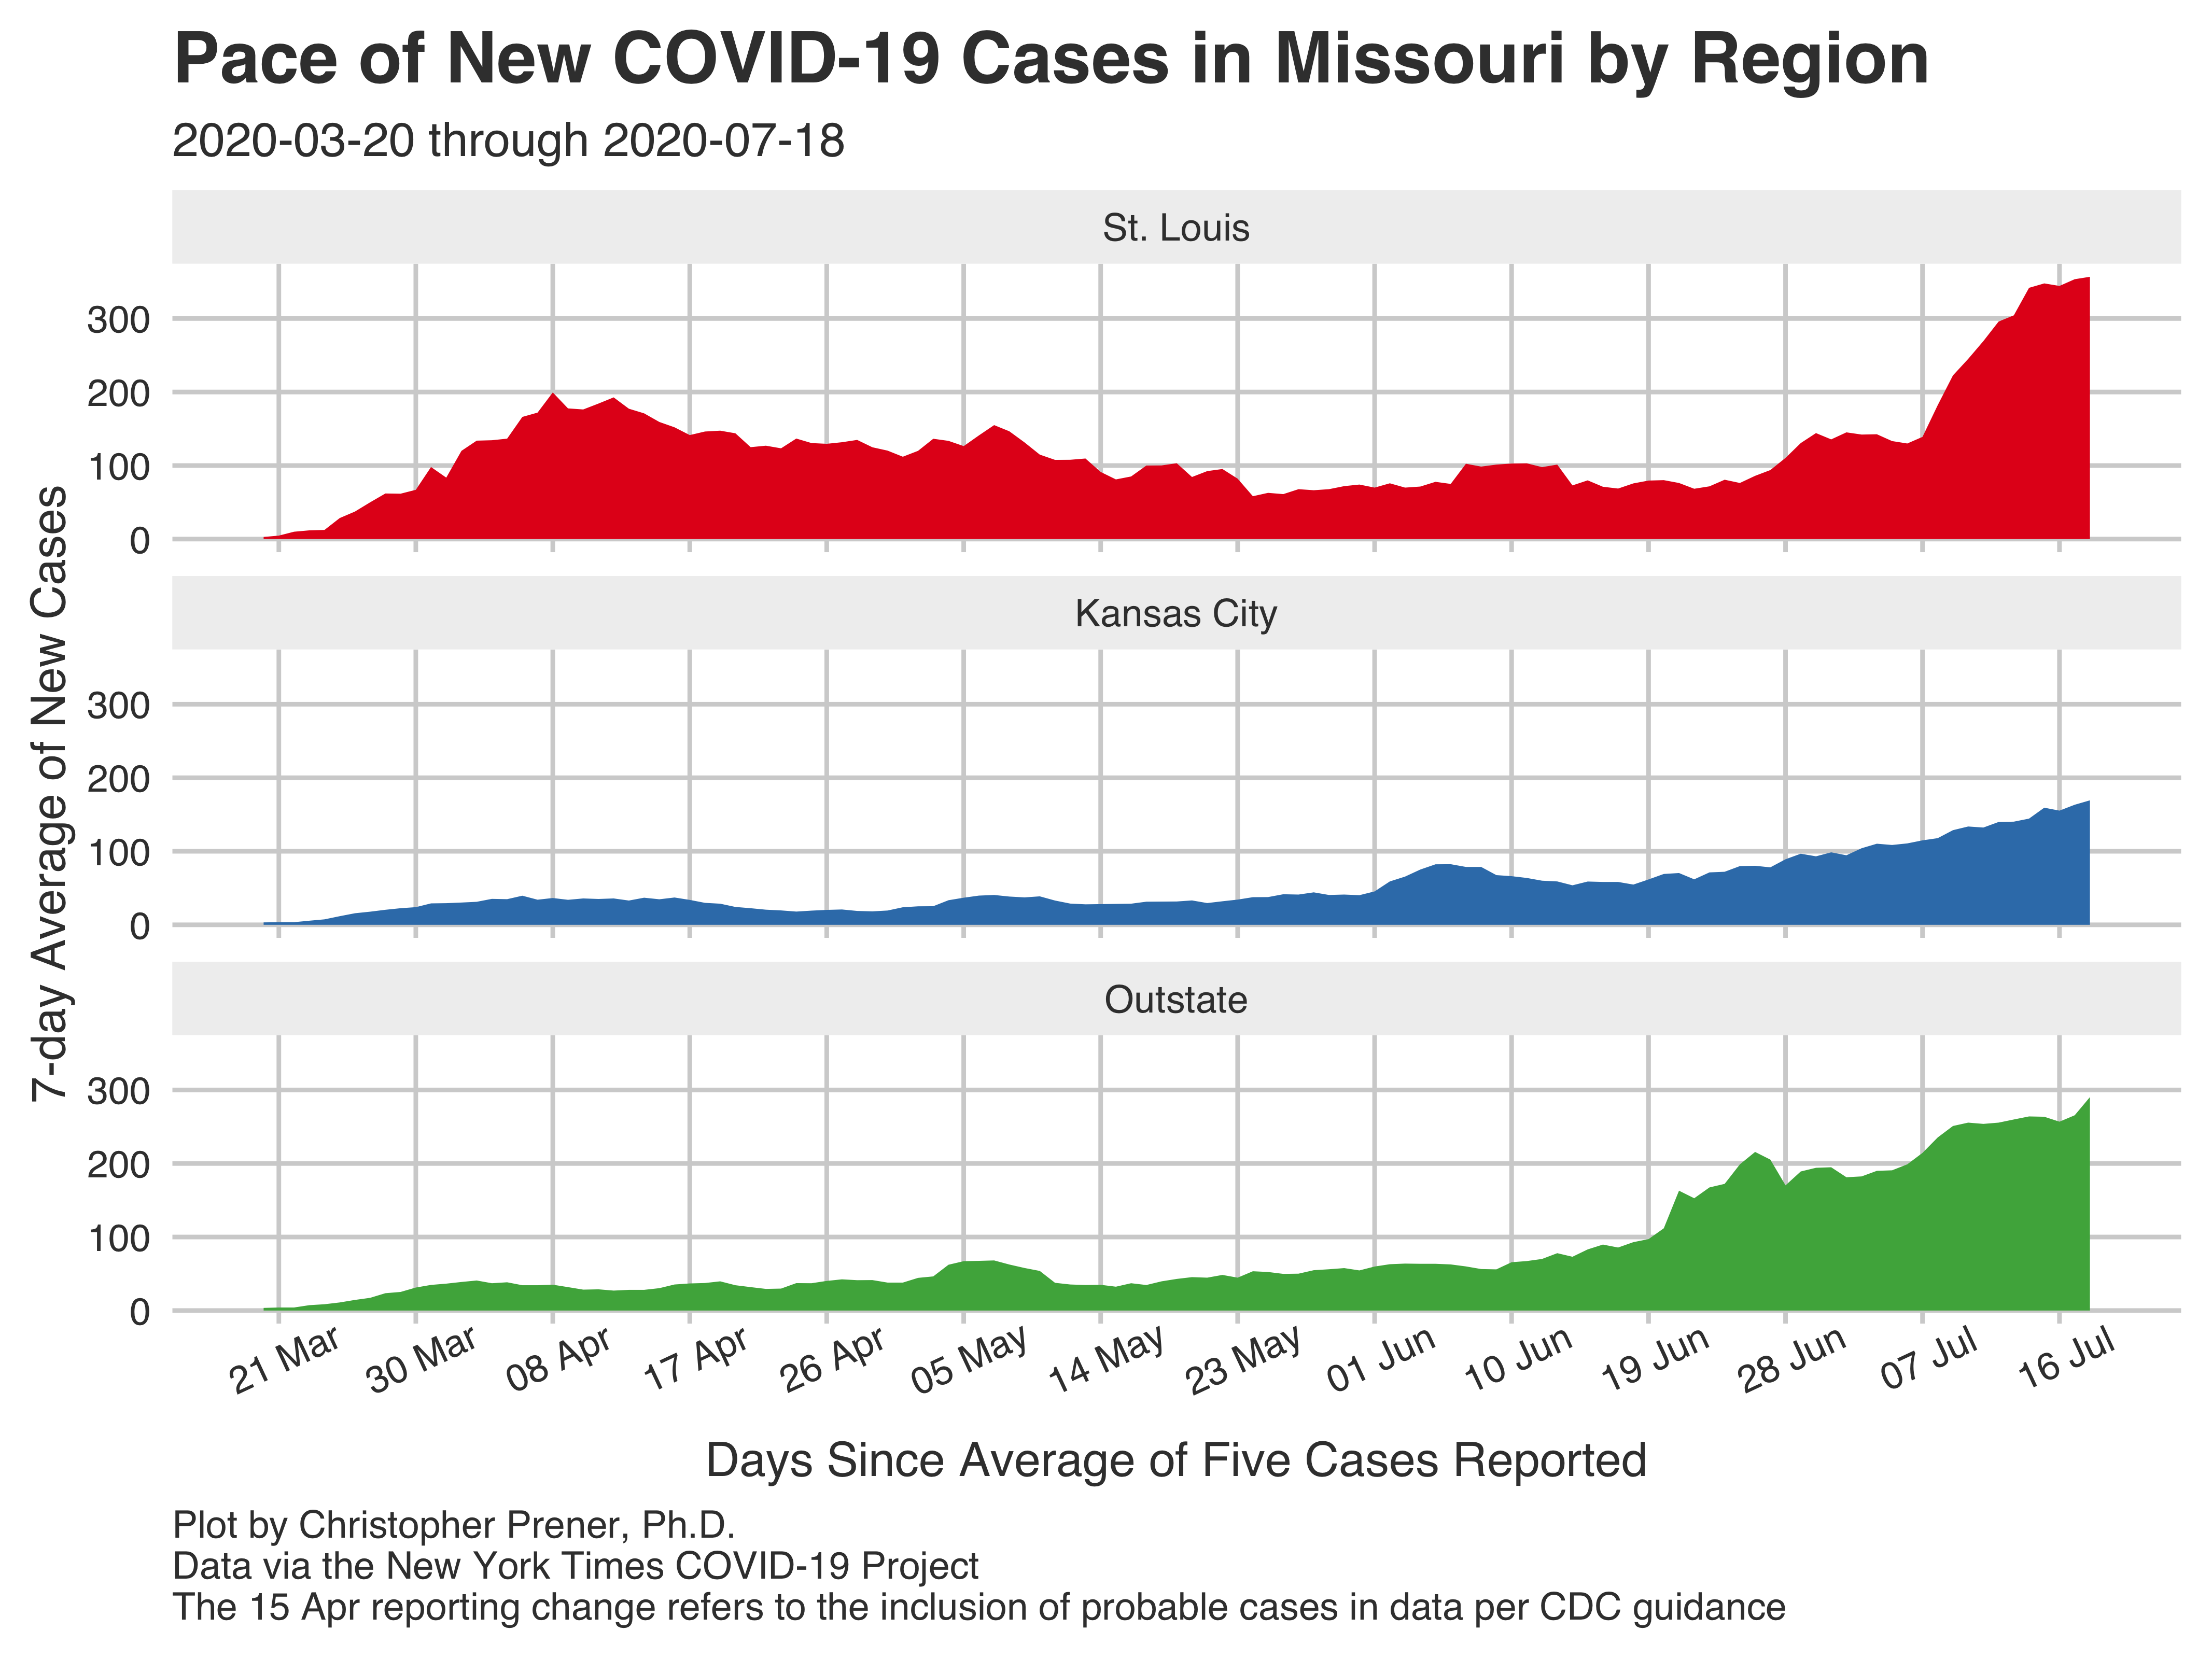 Pace of New COVID-19 Cases in Missouri by Region
2020-03-20 through 2020-07-18
7-day Average of New Cases
St. Louis
300
200
100
0
Kansas City
300
200
100
0
Outstate
300
200
100
0
21 Mar
30 Mar
08 Apr
17 Apr
26 Apr
05 May
14 May
23 May
01 Jun
10 Jun
19 Jun
28 Jun
07 Jul
16 Jul
Days Since Average of Five Cases Reported
Plot by Christopher Prener, Ph.D.
Data via the New York Times COVID-19 Project
The 15 Apr reporting change refers to the inclusion of probable cases in data per CDC guidance